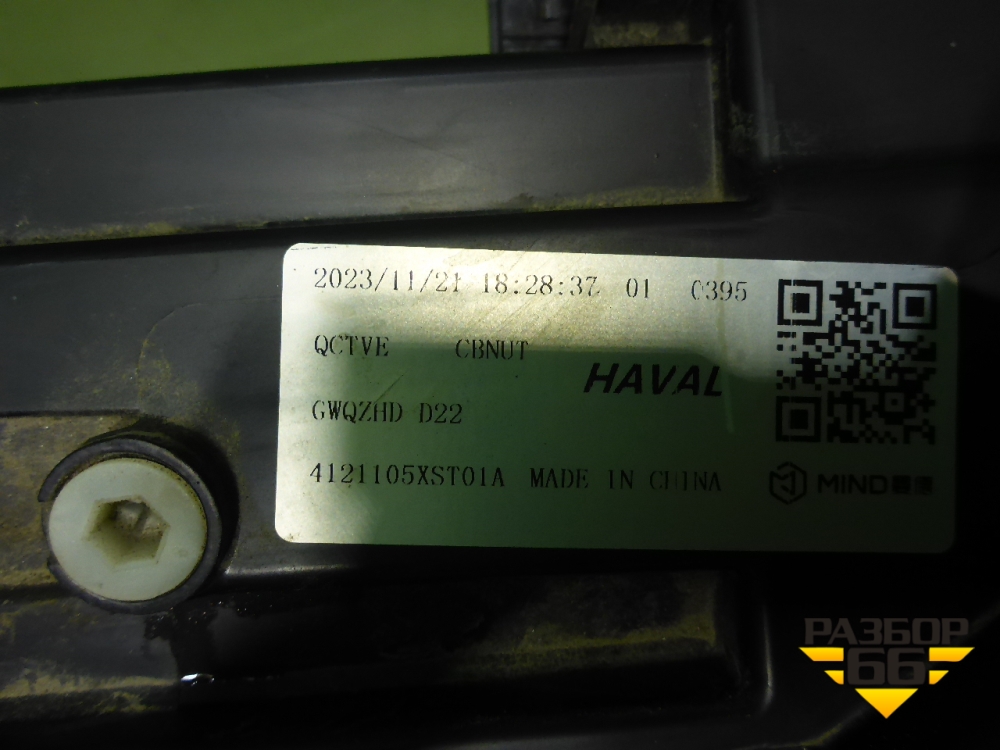 2023/11/21 18:28:37 01 0395
QCTVE CBNUT
HAVAL
GWQZHD D22
4121105XST01A MADE IN CHINA
MIND
РАЗБОР
66